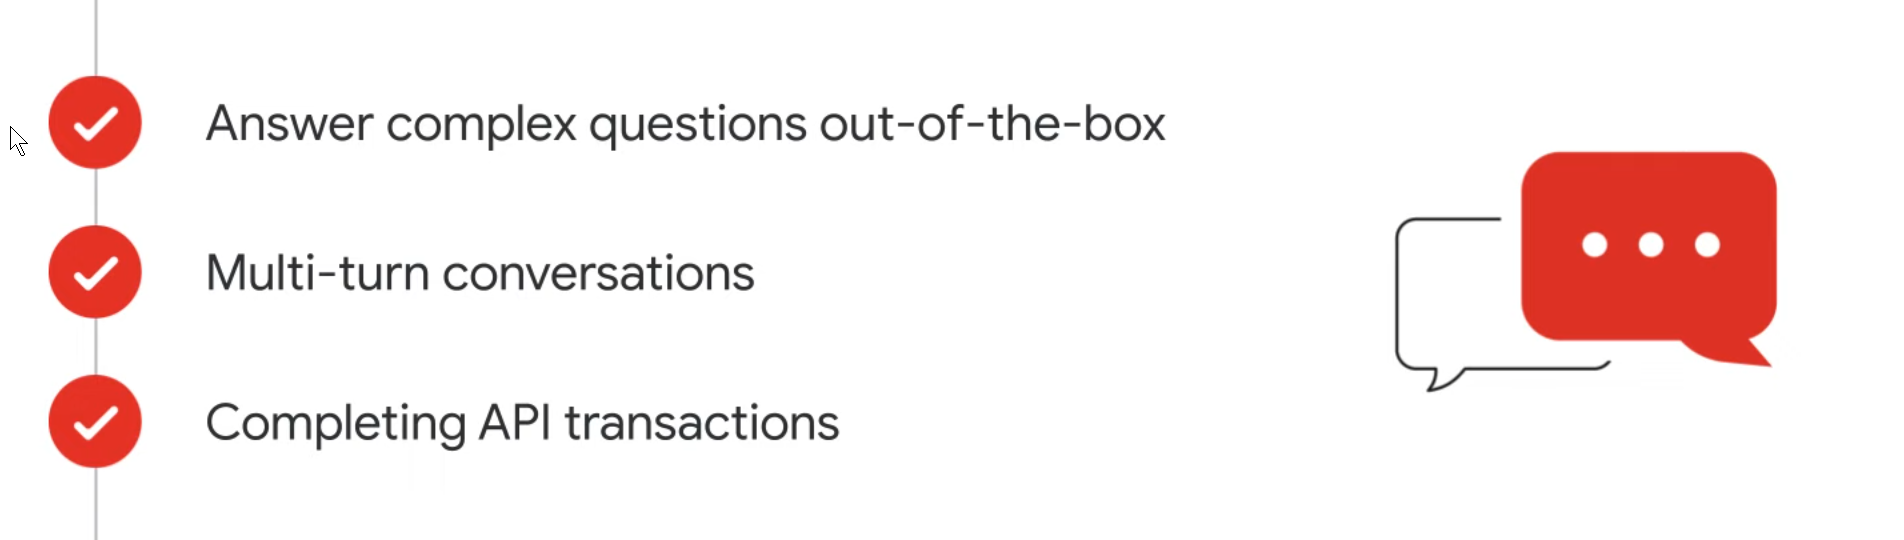 Answer complex questions out-of-the-box
Multi-turn conversations
Completing API transactions